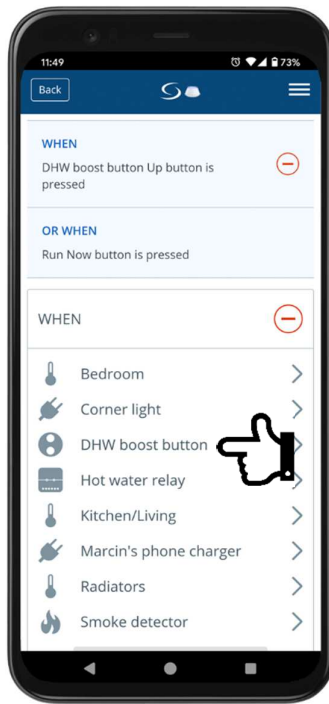 11:49
73%
Back
WHEN
DHW boost button Up button is
pressed
OR WHEN
Run Now button is pressed
WHEN
Bedroom
Corner light
DHW boost button
Hot water relay
Kitchen/Living
Marcin's phone charger
Radiators
Smoke detector